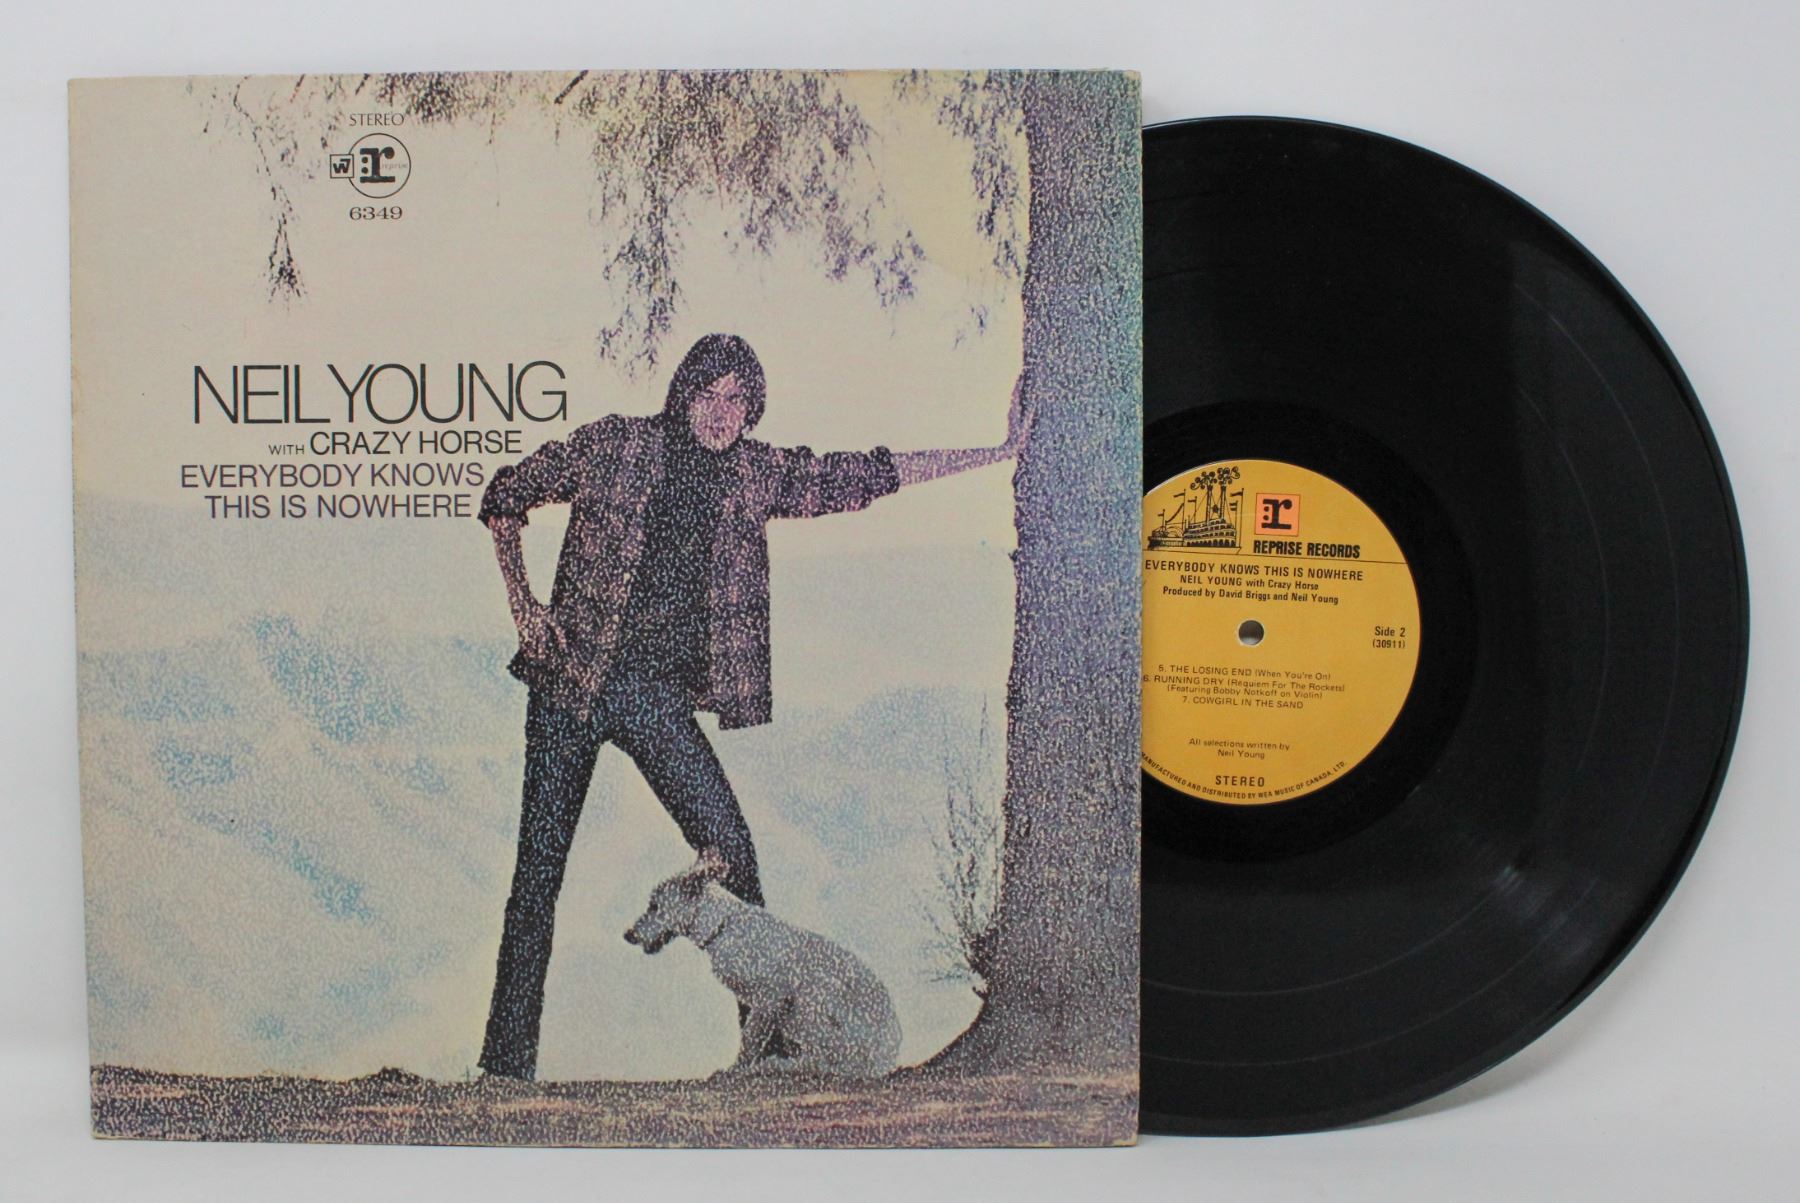 STEREO
W7 r: reprise
6349
NEIL YOUNG
WITH CRAZY HORSE
EVERYBODY KNOWS
THIS IS NOWHERE
r:
REPRISE RECORDS
EVERYBODY KNOWS THIS IS NOWHERE
NEIL YOUNG with Crazy Horse
Produced by David Briggs and Neil Young
Side 2
(30911)
5. THE LOSING END (When You're On)
6. RUNNING DRY (Requiem For The Rockets)
(Featuring Bobby Notkoff on Violin)
7. COWGIRL IN THE SAND
All selections written by
Neil Young
STEREO
MANUFACTURED AND DISTRIBUTED BY WEA MUSIC OF CANADA, LTD.